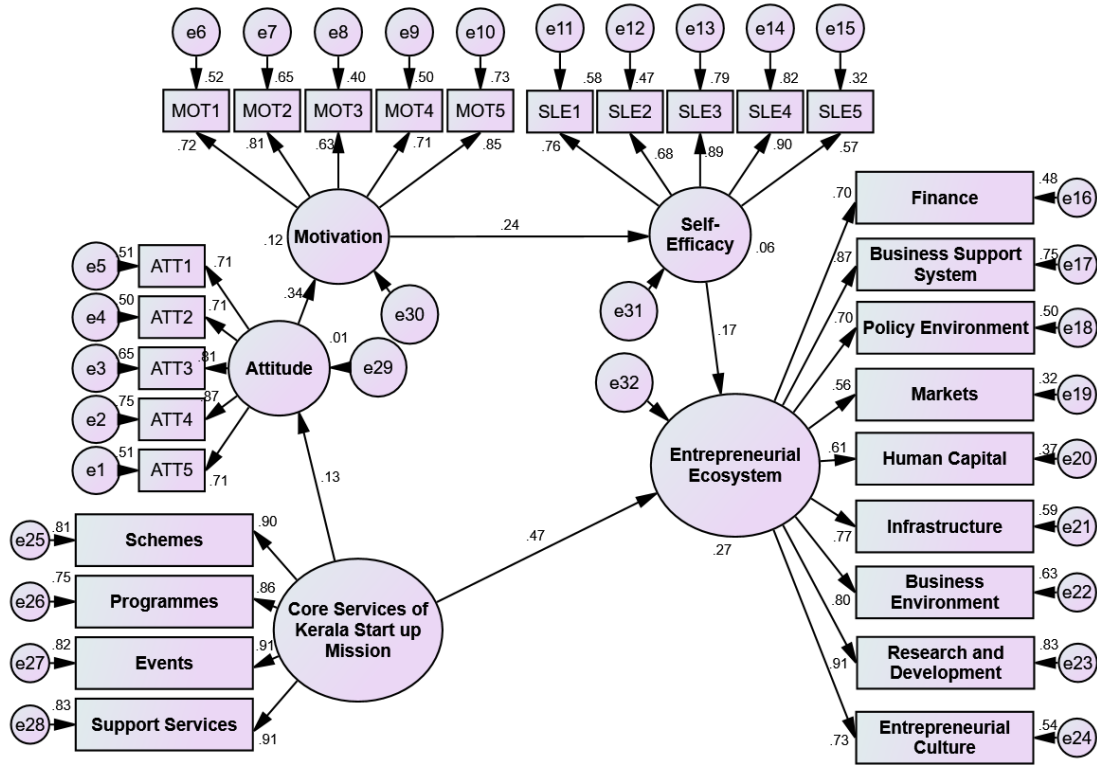 e6 e7 e8 e9 e10 e11 e12 e13 e14 e15
.52 .65 .40 .50 .73 .58 .47 .79 .82 .32
MOT1 MOT2 MOT3 MOT4 MOT5 SLE1 SLE2 SLE3 SLE4 SLE5
.72 .81 .63 .71 .85 .76 .68 .89 .90 .57
Motivation
.12
.24
Self-
Efficacy
.06
.34
e30
e31
e5 .51 ATT1 .71
e4 .50 ATT2 .71
e3 .65 ATT3 .81
e2 .75 ATT4 .87
e1 .51 ATT5 .71
Attitude
.01
e29
.17
e32
.13
.47
Entrepreneurial
Ecosystem
.27
.70 Finance .48 e16
.87 Business Support
System .75 e17
.70 Policy Environment .50 e18
.56 Markets .32 e19
.61 Human Capital .37 e20
.77 Infrastructure .59 e21
.80 Business
Environment .63 e22
.91 Research and
Development .83 e23
.73 Entrepreneurial
Culture .54 e24
e25 .81 Schemes .90
e26 .75 Programmes .86
e27 .82 Events .91
e28 .83 Support Services .91
Core Services of
Kerala Start up
Mission